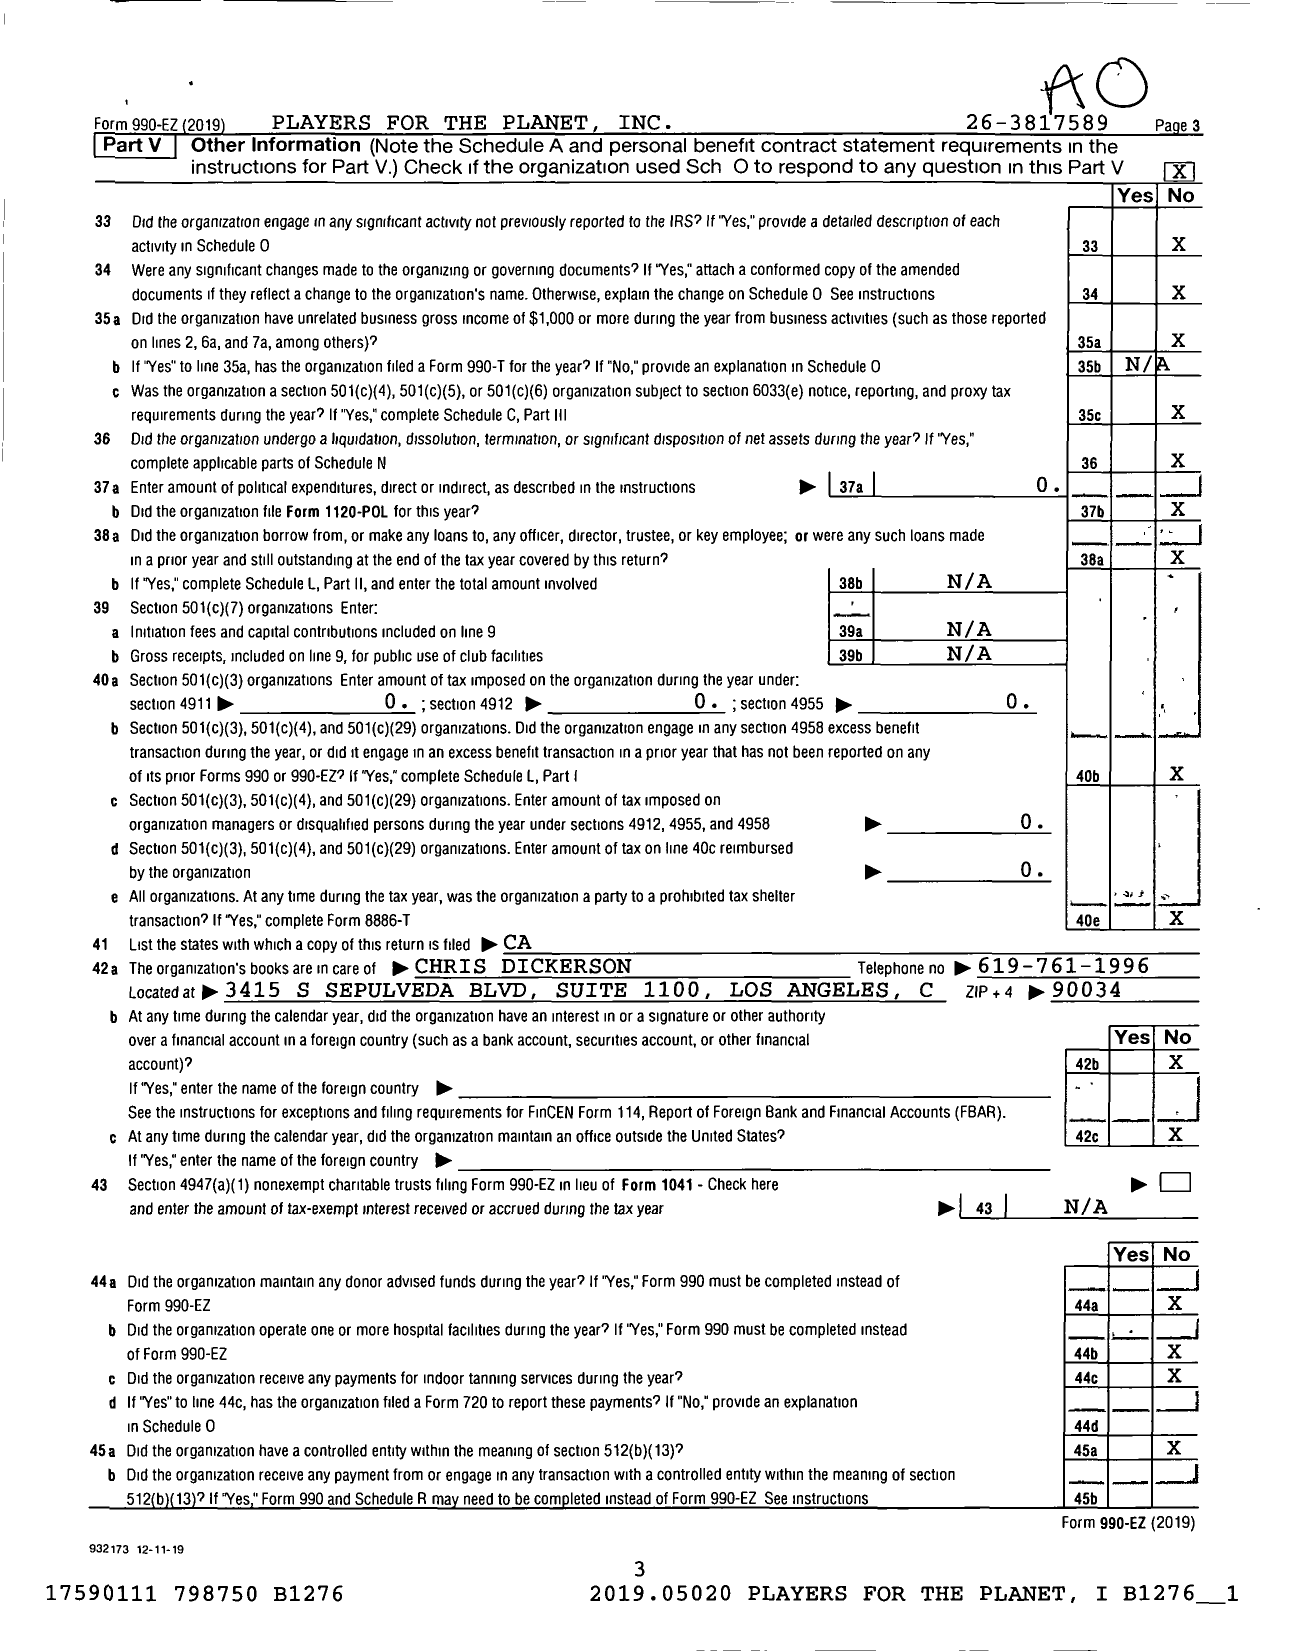 AO
Form 990-EZ (2019) PLAYERS FOR THE PLANET, INC. 26-3817589 Page 3
Part V Other Information (Note the Schedule A and personal benefit contract statement requirements in the
instructions for Part V.) Check if the organization used Sch O to respond to any question in this Part V [X]
Yes No
33 Did the organization engage in any significant activity not previously reported to the IRS? If "Yes," provide a detailed description of each
activity in Schedule O 33 X
34 Were any significant changes made to the organizing or governing documents? If "Yes," attach a conformed copy of the amended
documents if they reflect a change to the organization's name. Otherwise, explain the change on Schedule O See instructions 34 X
35a Did the organization have unrelated business gross income of $1,000 or more during the year from business activities (such as those reported
on lines 2, 6a, and 7a, among others)? 35a X
b If "Yes" to line 35a, has the organization filed a Form 990-T for the year? If "No," provide an explanation in Schedule O 35b N/A
c Was the organization a section 501(c)(4), 501(c)(5), or 501(c)(6) organization subject to section 6033(e) notice, reporting, and proxy tax
requirements during the year? If "Yes," complete Schedule C, Part III 35c X
36 Did the organization undergo a liquidation, dissolution, termination, or significant disposition of net assets during the year? If "Yes,"
complete applicable parts of Schedule N 36 X
37a Enter amount of political expenditures, direct or indirect, as described in the instructions ▶ 37a 0.
b Did the organization file Form 1120-POL for this year? 37b X
38a Did the organization borrow from, or make any loans to, any officer, director, trustee, or key employee; or were any such loans made
in a prior year and still outstanding at the end of the tax year covered by this return? 38a X
b If "Yes," complete Schedule L, Part II, and enter the total amount involved 38b N/A
39 Section 501(c)(7) organizations Enter:
a Initiation fees and capital contributions included on line 9 39a N/A
b Gross receipts, included on line 9, for public use of club facilities 39b N/A
40a Section 501(c)(3) organizations Enter amount of tax imposed on the organization during the year under:
section 4911 ▶ 0. ; section 4912 ▶ 0. ; section 4955 ▶ 0.
b Section 501(c)(3), 501(c)(4), and 501(c)(29) organizations. Did the organization engage in any section 4958 excess benefit
transaction during the year, or did it engage in an excess benefit transaction in a prior year that has not been reported on any
of its prior Forms 990 or 990-EZ? If "Yes," complete Schedule L, Part I 40b X
c Section 501(c)(3), 501(c)(4), and 501(c)(29) organizations. Enter amount of tax imposed on
organization managers or disqualified persons during the year under sections 4912, 4955, and 4958 ▶ 0.
d Section 501(c)(3), 501(c)(4), and 501(c)(29) organizations. Enter amount of tax on line 40c reimbursed
by the organization ▶ 0.
e All organizations. At any time during the tax year, was the organization a party to a prohibited tax shelter
transaction? If "Yes," complete Form 8886-T 40e X
41 List the states with which a copy of this return is filed ▶ CA
42a The organization's books are in care of ▶ CHRIS DICKERSON Telephone no ▶ 619-761-1996
Located at ▶ 3415 S SEPULVEDA BLVD, SUITE 1100, LOS ANGELES, C ZIP + 4 ▶ 90034
b At any time during the calendar year, did the organization have an interest in or a signature or other authority
over a financial account in a foreign country (such as a bank account, securities account, or other financial Yes No
account)? 42b X
If "Yes," enter the name of the foreign country ▶
See the instructions for exceptions and filing requirements for FinCEN Form 114, Report of Foreign Bank and Financial Accounts (FBAR).
c At any time during the calendar year, did the organization maintain an office outside the United States? 42c X
If "Yes," enter the name of the foreign country ▶
43 Section 4947(a)(1) nonexempt charitable trusts filing Form 990-EZ in lieu of Form 1041 - Check here ▶
and enter the amount of tax-exempt interest received or accrued during the tax year ▶ 43 N/A
Yes No
44a Did the organization maintain any donor advised funds during the year? If "Yes," Form 990 must be completed instead of
Form 990-EZ 44a X
b Did the organization operate one or more hospital facilities during the year? If "Yes," Form 990 must be completed instead
of Form 990-EZ 44b X
c Did the organization receive any payments for indoor tanning services during the year? 44c X
d If "Yes" to line 44c, has the organization filed a Form 720 to report these payments? If "No," provide an explanation
in Schedule O 44d
45a Did the organization have a controlled entity within the meaning of section 512(b)(13)? 45a X
b Did the organization receive any payment from or engage in any transaction with a controlled entity within the meaning of section
512(b)(13)? If "Yes," Form 990 and Schedule R may need to be completed instead of Form 990-EZ See instructions 45b
Form 990-EZ (2019)
932173 12-11-19
3
17590111 798750 B1276 2019.05020 PLAYERS FOR THE PLANET, I B1276__1